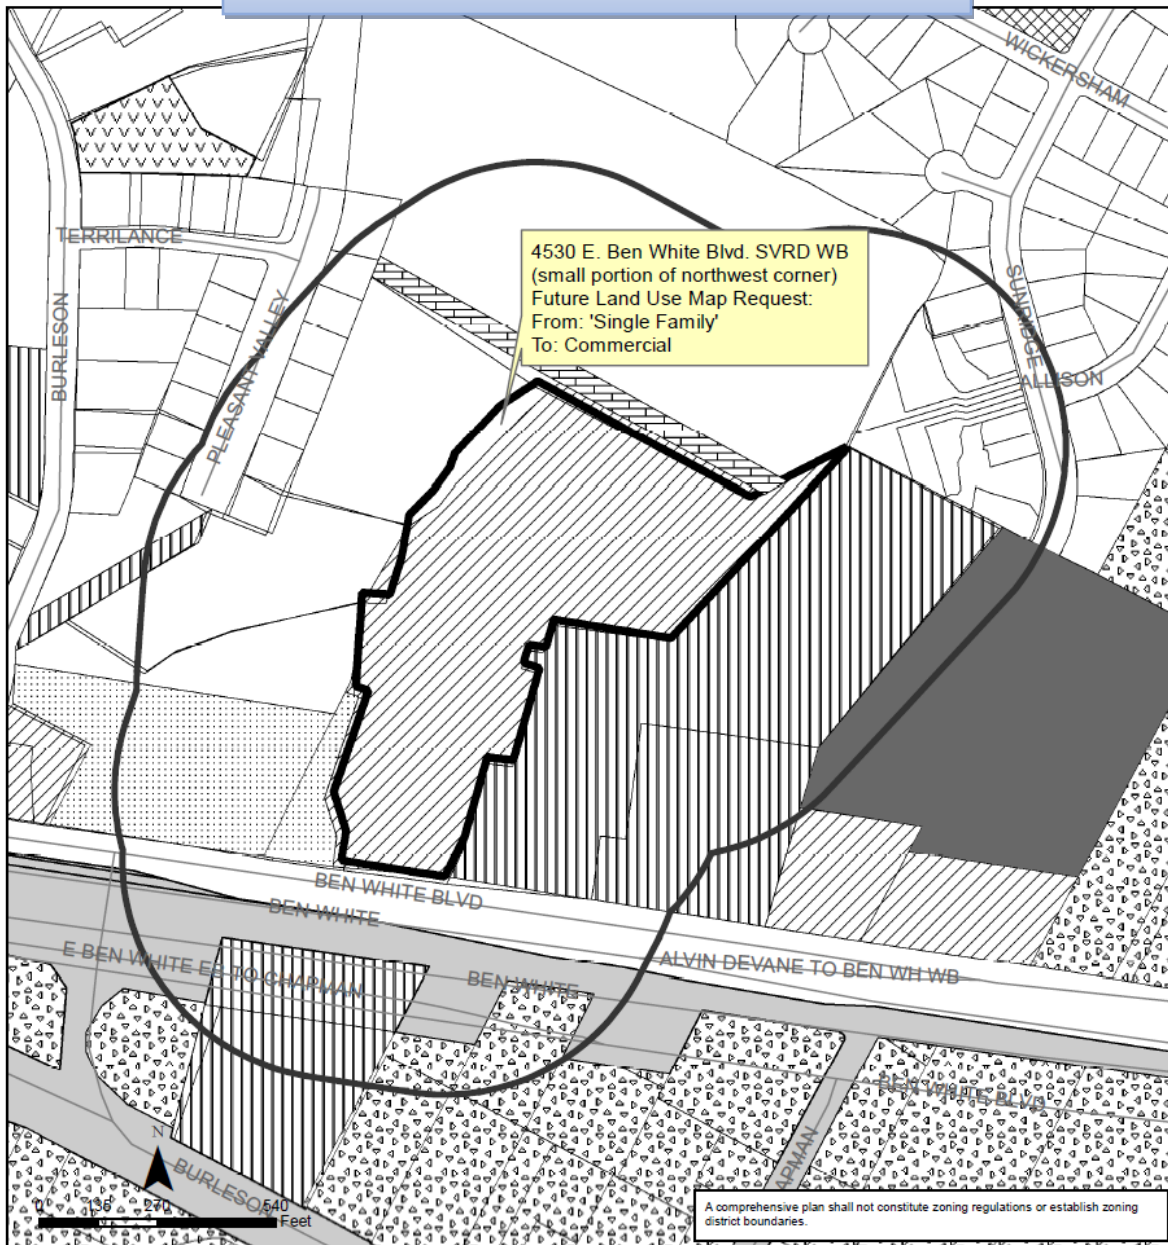 WICKERSHAM
TERRILANCE
4530 E. Ben White Blvd. SVRD WB
(small portion of northwest corner)
Future Land Use Map Request:
From: 'Single Family'
To: Commercial
BURLESON
PLEASANT VALLEY
SUNRIDGE
ALLISON
BEN WHITE BLVD
BEN WHITE
E BEN WHITE EB TO CHAPMAN
BEN WHITE
ALVIN DEVANE TO BEN WH WB
BEN WHITE BLVD
APMAN
N
BURLESON
0 135 270 540
Feet
A comprehensive plan shall not constitute zoning regulations or establish zoning
district boundaries.